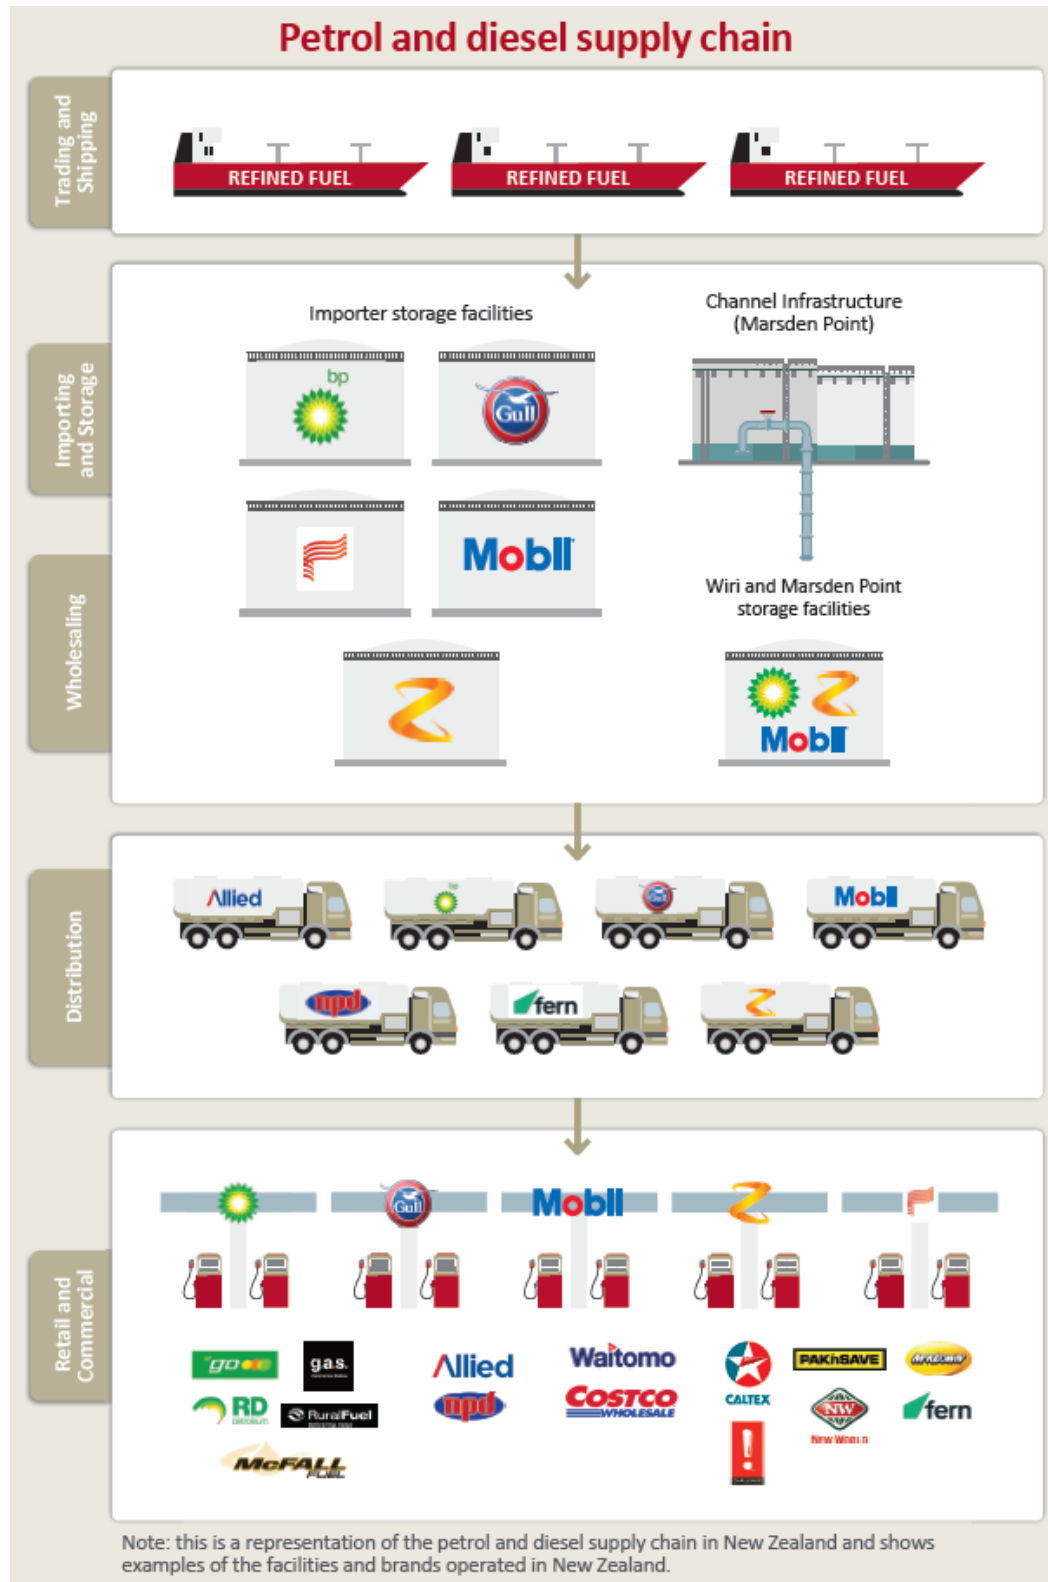 Petrol and diesel supply chain
Trading and
Shipping
REFINED FUEL
REFINED FUEL
REFINED FUEL
Importing
and Storage
Importer storage facilities
Channel Infrastructure
(Marsden Point)
bp
Gull
Mobil
Wholesaling
Wiri and Marsden Point
storage facilities
Z
Z
Mobil
Distribution
Allied
bp
Gull
Mobil
npd
fern
Z
Retail and
Commercial
Gull
Mobil
Z
go
g.a.s.
Allied
Waitomo
CALTEX
PAK'nSAVE
McKEOWN
RD
petroleum
RuralFuel
npd
COSTCO
WHOLESALE
NW
NEW WORLD
fern
McFALL
FUEL
Note: this is a representation of the petrol and diesel supply chain in New Zealand and shows
examples of the facilities and brands operated in New Zealand.